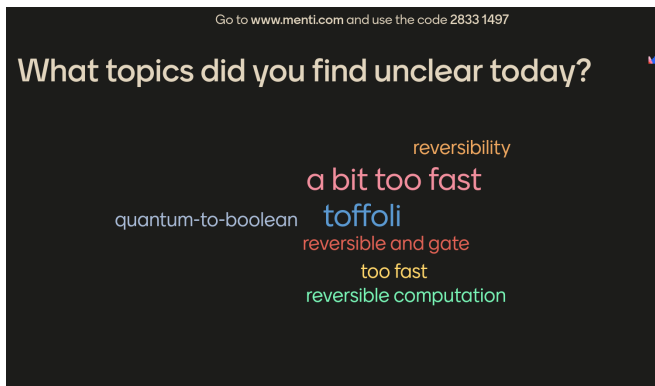 Go to www.menti.com and use the code 2833 1497
What topics did you find unclear today?
reversibility
a bit too fast
quantum-to-boolean
toffoli
reversible and gate
too fast
reversible computation